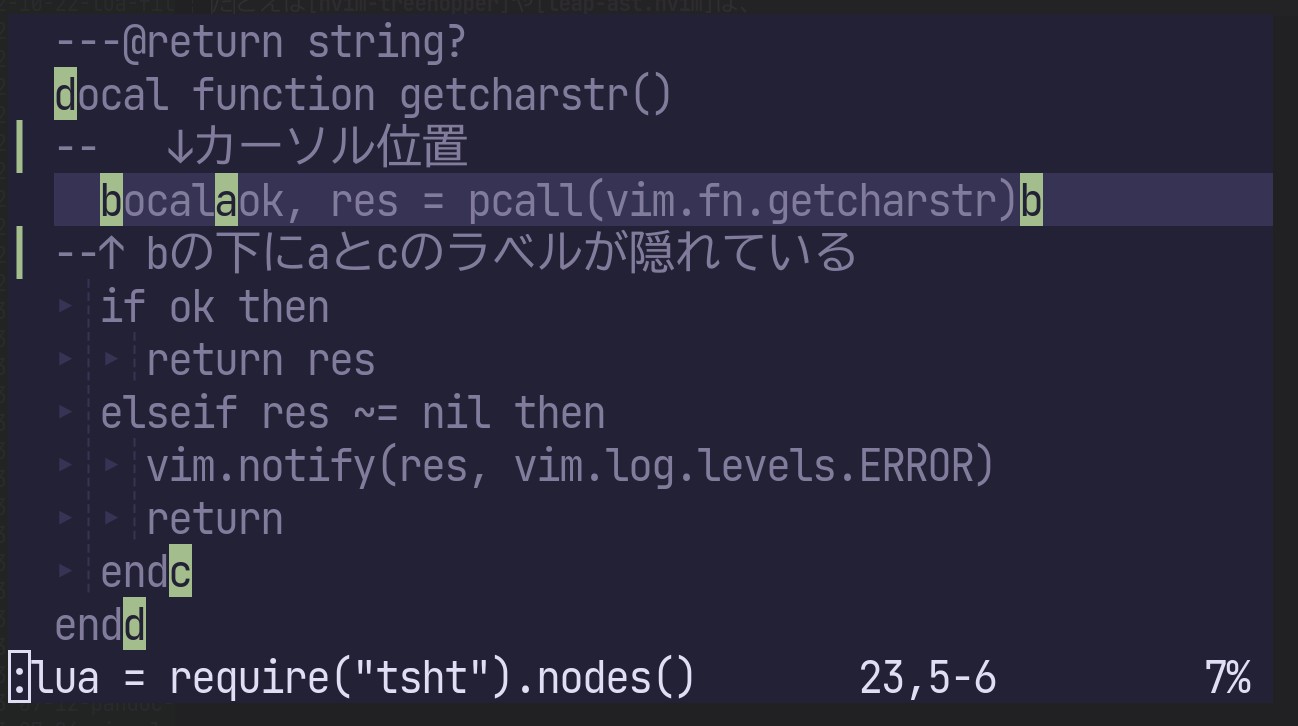 ---@return string?
docal function getcharstr()
--   ↓カーソル位置
  bocalaok, res = pcall(vim.fn.getcharstr)b
--↑ bの下にaとcのラベルが隠れている
▸ if ok then
▸ ▸ return res
▸ elseif res ~= nil then
▸ ▸ vim.notify(res, vim.log.levels.ERROR)
▸ ▸ return
▸ endc
endd
:lua = require("tsht").nodes()       23,5-6         7%